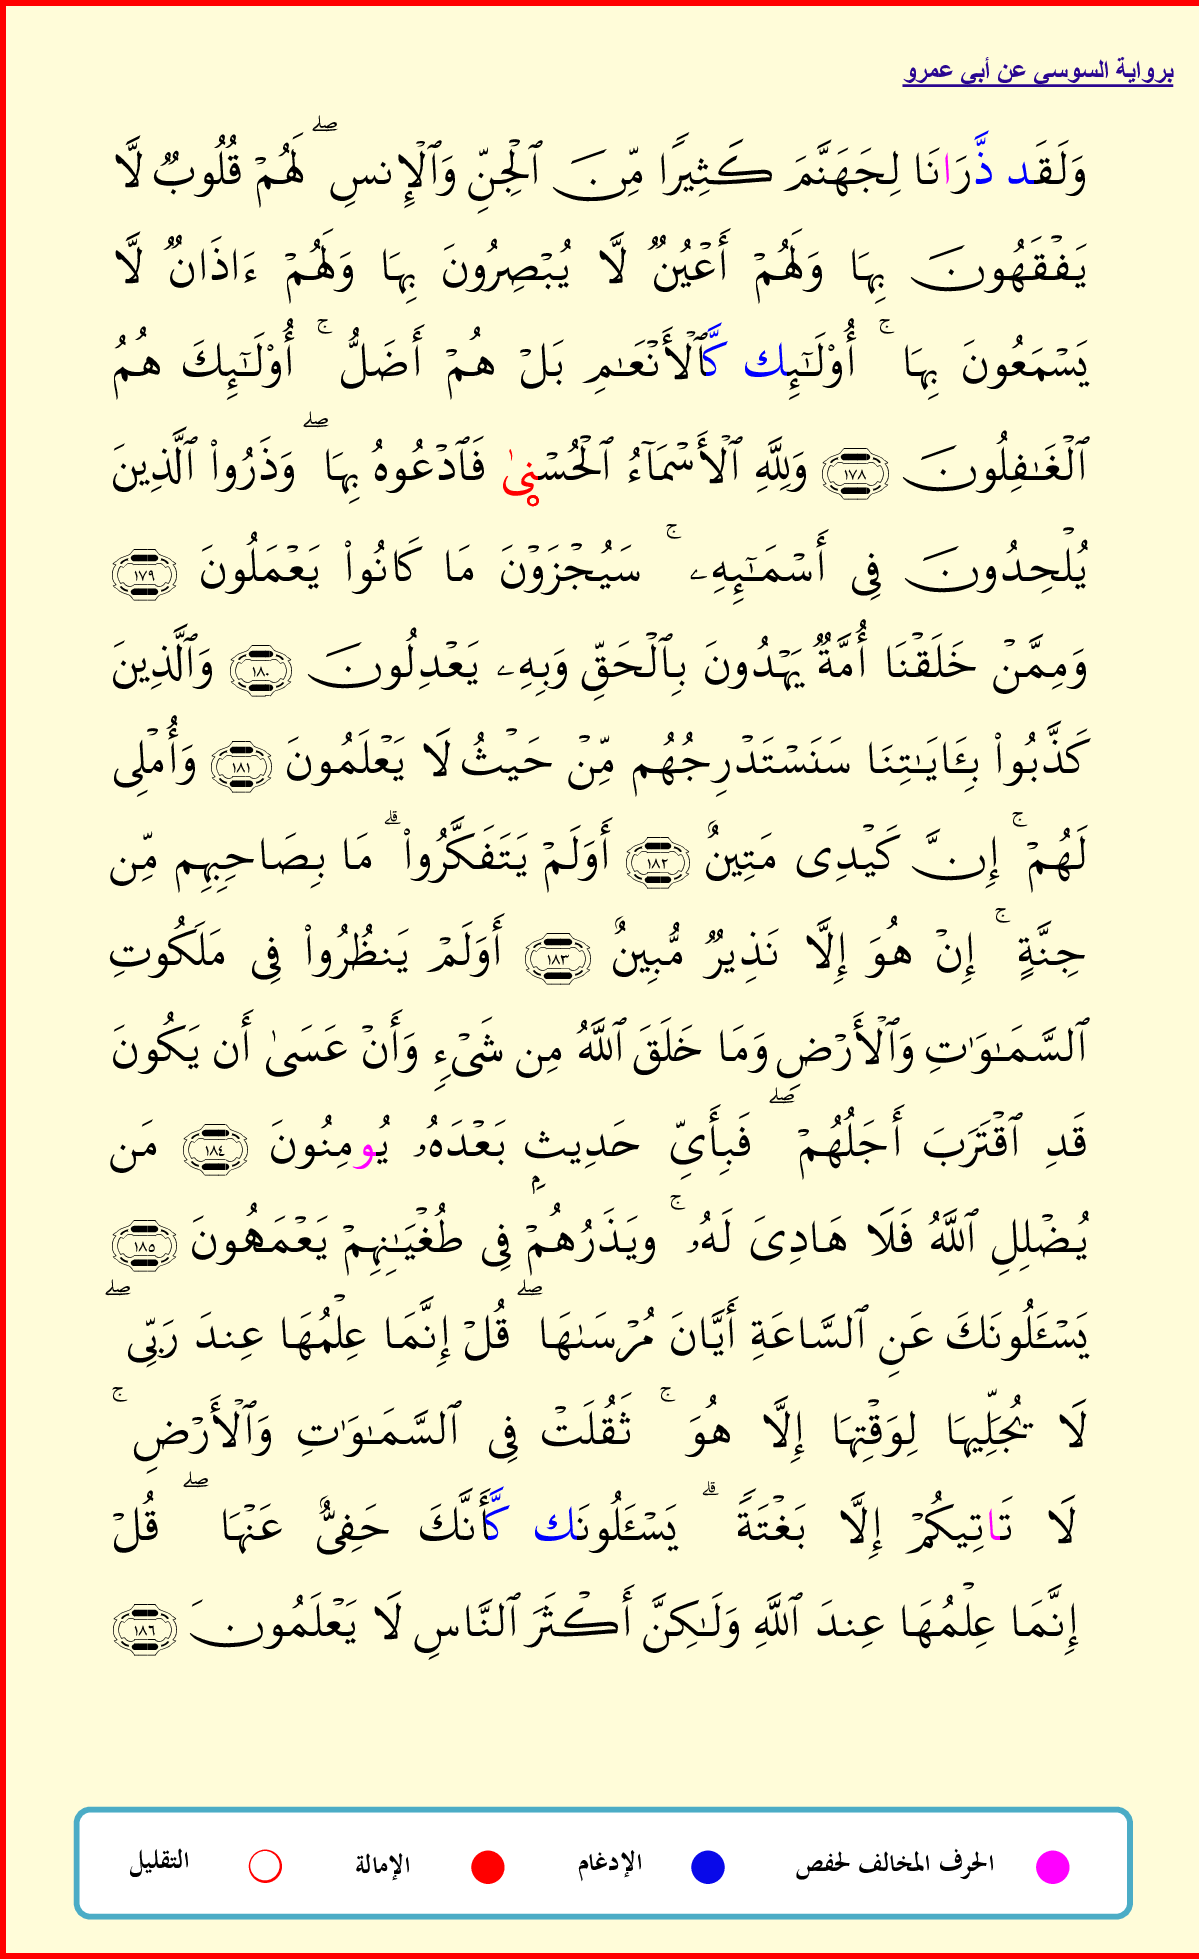 برواية السوسي عن أبي عمرو
وَلَقَد ذَّرَانَا لِجَهَنَّمَ كَثِيرًا مِّنَ ٱلْجِنِّ وَٱلْإِنسِ ۖ لَهُمْ قُلُوبٌ لَّا
يَفْقَهُونَ بِهَا وَلَهُمْ أَعْيُنٌ لَّا يُبْصِرُونَ بِهَا وَلَهُمْ ءَاذَانٌ لَّا
يَسْمَعُونَ بِهَا ۚ أُوْلَـٰٓئِك كَّٱلْأَنْعَـٰمِ بَلْ هُمْ أَضَلُّ ۚ أُوْلَـٰٓئِكَ هُمُ
ٱلْغَـٰفِلُونَ ١٧٨ وَلِلَّهِ ٱلْأَسْمَآءُ ٱلْحُسْنىٰ فَٱدْعُوهُ بِهَا ۖ وَذَرُواْ ٱلَّذِينَ
يُلْحِدُونَ فِى أَسْمَـٰٓئِهِۦ ۚ سَيُجْزَوْنَ مَا كَانُواْ يَعْمَلُونَ ١٧٩
وَمِمَّنْ خَلَقْنَا أُمَّةٌ يَهْدُونَ بِٱلْحَقِّ وَبِهِۦ يَعْدِلُونَ ١٨٠ وَٱلَّذِينَ
كَذَّبُواْ بِـَٔايَـٰتِنَا سَنَسْتَدْرِجُهُم مِّنْ حَيْثُ لَا يَعْلَمُونَ ١٨١ وَأُمْلِى
لَهُمْ ۚ إِنَّ كَيْدِى مَتِينٌ ١٨٢ أَوَلَمْ يَتَفَكَّرُواْ ۗ مَا بِصَاحِبِهِم مِّن
جِنَّةٍ ۚ إِنْ هُوَ إِلَّا نَذِيرٌ مُّبِينٌ ١٨٣ أَوَلَمْ يَنظُرُواْ فِى مَلَكُوتِ
ٱلسَّمَـٰوَٰتِ وَٱلْأَرْضِ وَمَا خَلَقَ ٱللَّهُ مِن شَىْءٍ وَأَنْ عَسَىٰ أَن يَكُونَ
قَدِ ٱقْتَرَبَ أَجَلُهُمْ ۖ فَبِأَىِّ حَدِيثٍۭ بَعْدَهُۥ يُومِنُونَ ١٨٤ مَن
يُضْلِلِ ٱللَّهُ فَلَا هَادِىَ لَهُۥ ۚ وَيَذَرُهُمْ فِى طُغْيَـٰنِهِمْ يَعْمَهُونَ ١٨٥
يَسْـَٔلُونَكَ عَنِ ٱلسَّاعَةِ أَيَّانَ مُرْسَىٰهَا ۖ قُلْ إِنَّمَا عِلْمُهَا عِندَ رَبِّى ۖ
لَا يُجَلِّيهَا لِوَقْتِهَا إِلَّا هُوَ ۚ ثَقُلَتْ فِى ٱلسَّمَـٰوَٰتِ وَٱلْأَرْضِ ۚ
لَا تَاتِيكُمْ إِلَّا بَغْتَةً ۗ يَسْـَٔلُونَك كَّأَنَّكَ حَفِىٌّ عَنْهَا ۖ قُلْ
إِنَّمَا عِلْمُهَا عِندَ ٱللَّهِ وَلَـٰكِنَّ أَكْثَرَ ٱلنَّاسِ لَا يَعْلَمُونَ ١٨٦
الحرف المخالف لحفص الإدغام الإمالة التقليل